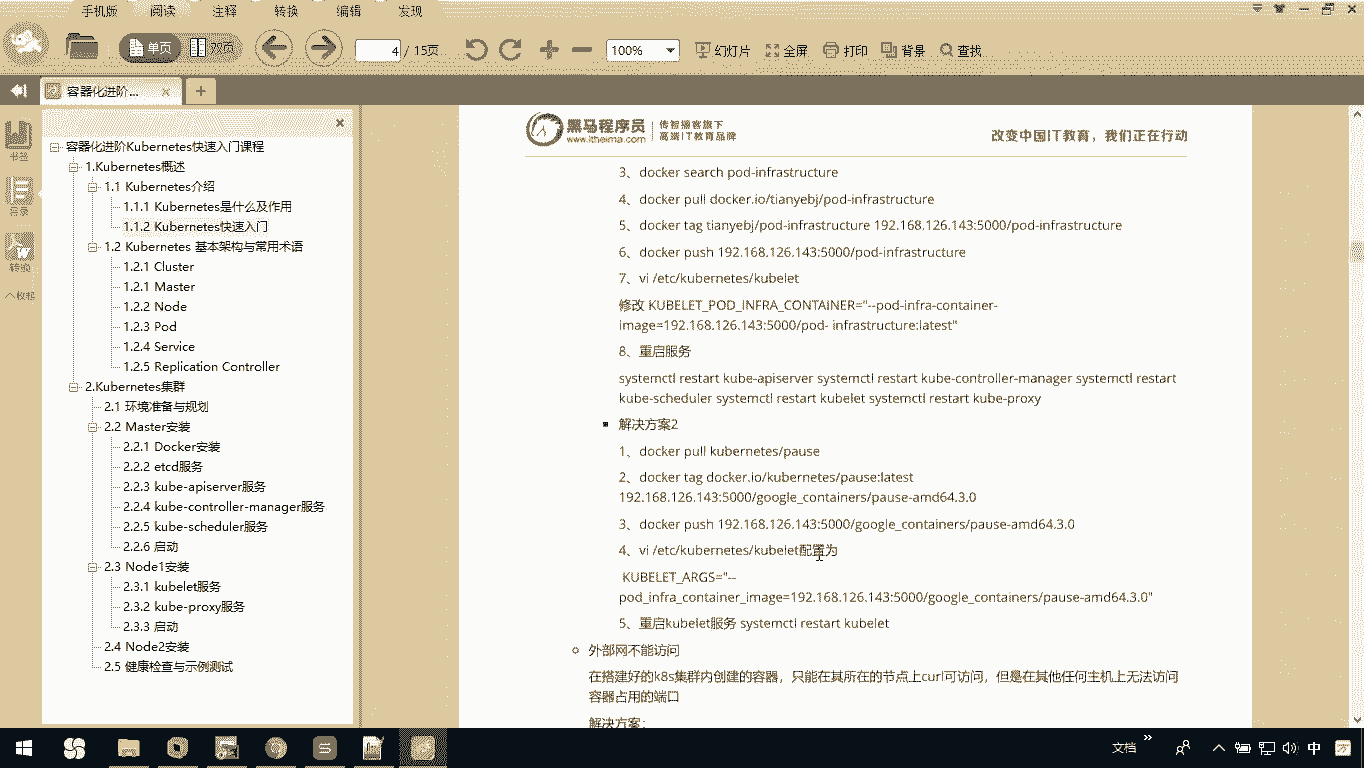 手机版 阅读 注释 转换 编辑 发现
单页 双页 4 / 15页 100% 幻灯片 全屏 打印 背景 查找
容器化进阶...
书签
目录
转换
收起
容器化进阶Kubernetes快速入门课程
1.Kubernetes概述
1.1 Kubernetes介绍
1.1.1 Kubernetes是什么及作用
1.1.2 Kubernetes快速入门
1.2 Kubernetes 基本架构与常用术语
1.2.1 Cluster
1.2.1 Master
1.2.2 Node
1.2.3 Pod
1.2.4 Service
1.2.5 Replication Controller
2.Kubernetes集群
2.1 环境准备与规划
2.2 Master安装
2.2.1 Docker安装
2.2.2 etcd服务
2.2.3 kube-apiserver服务
2.2.4 kube-controller-manager服务
2.2.5 kube-scheduler服务
2.2.6 启动
2.3 Node1安装
2.3.1 kubelet服务
2.3.2 kube-proxy服务
2.3.3 启动
2.4 Node2安装
2.5 健康检查与示例测试
黑马程序员
www.itheima.com
传智播客旗下
高端IT教育品牌
改变中国IT教育，我们正在行动
3、docker search pod-infrastructure
4、docker pull docker.io/tianyebj/pod-infrastructure
5、docker tag tianyebj/pod-infrastructure 192.168.126.143:5000/pod-infrastructure
6、docker push 192.168.126.143:5000/pod-infrastructure
7、vi /etc/kubernetes/kubelet
修改 KUBELET_POD_INFRA_CONTAINER="--pod-infra-container-
image=192.168.126.143:5000/pod- infrastructure:latest"
8、重启服务
systemctl restart kube-apiserver systemctl restart kube-controller-manager systemctl restart
kube-scheduler systemctl restart kubelet systemctl restart kube-proxy
解决方案2
1、docker pull kubernetes/pause
2、docker tag docker.io/kubernetes/pause:latest
192.168.126.143:5000/google_containers/pause-amd64.3.0
3、docker push 192.168.126.143:5000/google_containers/pause-amd64.3.0
4、vi /etc/kubernetes/kubelet配置为
KUBELET_ARGS="--
pod_infra_container_image=192.168.126.143:5000/google_containers/pause-amd64.3.0"
5、重启kubelet服务 systemctl restart kubelet
外部网不能访问
在搭建好的k8s集群内创建的容器，只能在其所在的节点上curl可访问，但是在其他任何主机上无法访问
容器占用的端口
解决方案：
文档 中